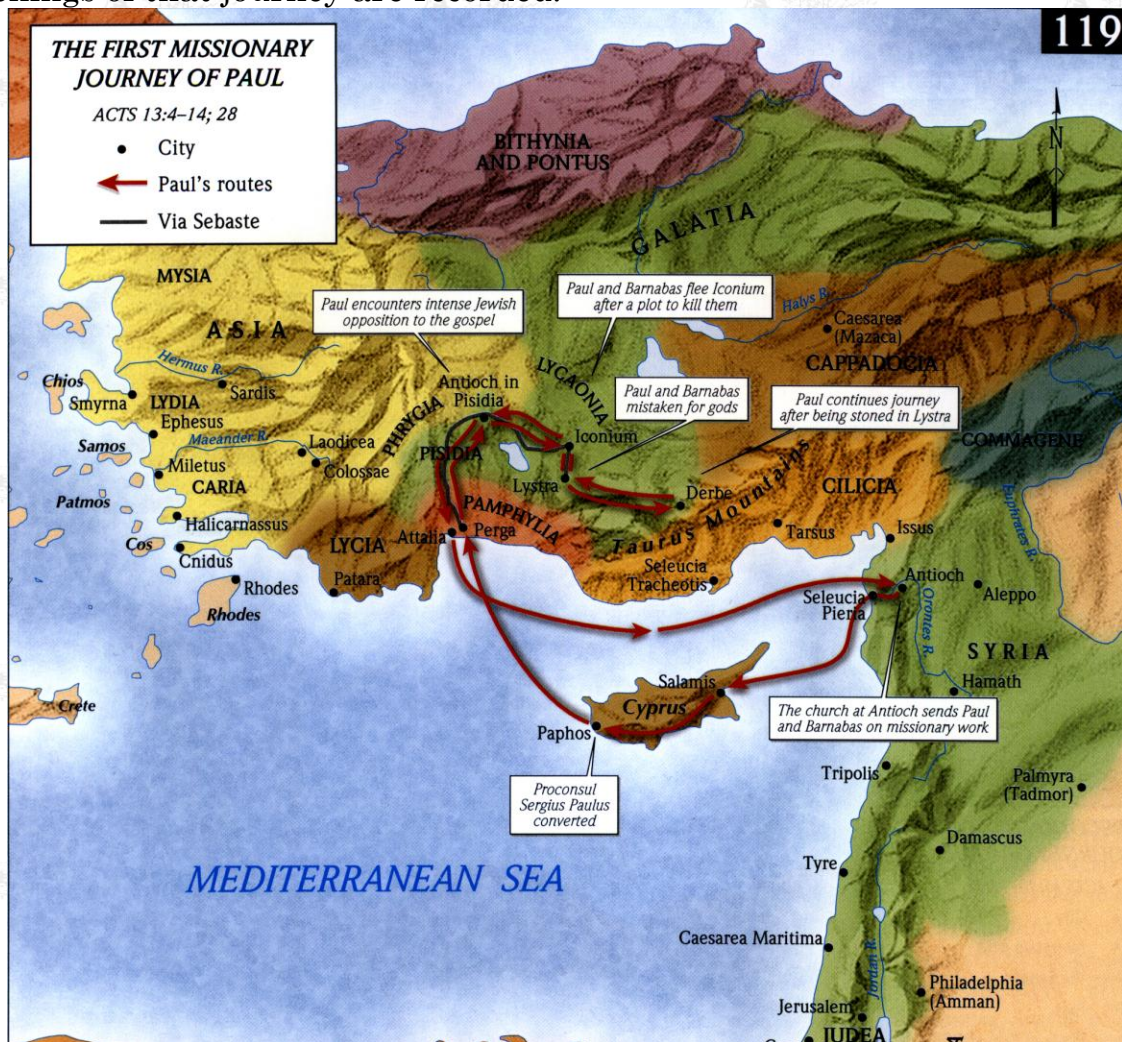 nings of that journey are recorded.
119
THE FIRST MISSIONARY
JOURNEY OF PAUL
ACTS 13:4–14; 28
City
Paul's routes
Via Sebaste
N
BITHYNIA
AND PONTUS
GALATIA
MYSIA
ASIA
Paul encounters intense Jewish
opposition to the gospel
Paul and Barnabas flee Iconium
after a plot to kill them
Halys R.
Caesarea
(Mazaca)
CAPPADOCIA
Hermus R.
Chios
Smyrna
Sardis
LYDIA
Ephesus
Antioch in
Pisidia
PHRYGIA
LYCAONIA
Paul and Barnabas
mistaken for gods
Paul continues journey
after being stoned in Lystra
Samos
Maeander R.
Laodicea
Colossae
PISIDIA
Iconium
COMMAGENE
Miletus
CARIA
Lystra
Derbe
CILICIA
Euphrates R.
Patmos
Halicarnassus
Cos
Cnidus
LYCIA
Attalia
Perga
PAMPHYLIA
Taurus Mountains
Tarsus
Issus
Rhodes
Rhodes
Patara
Seleucia
Tracheotis
Seleucia
Pieria
Antioch
Aleppo
Orontes R.
SYRIA
Hamath
Crete
Salamis
Cyprus
Paphos
The church at Antioch sends Paul
and Barnabas on missionary work
Proconsul
Sergius Paulus
converted
Tripolis
Palmyra
(Tadmor)
Damascus
MEDITERRANEAN SEA
Tyre
Caesarea Maritima
Jordan R.
Philadelphia
(Amman)
Jerusalem
JUDEA